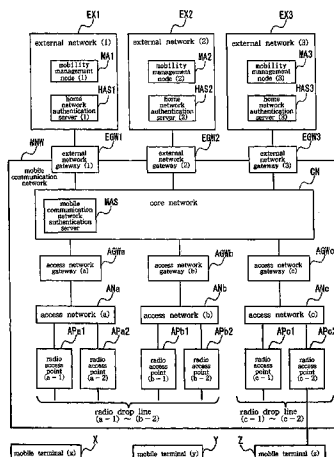 EX1 EX2 EX3
external network (1) external network (2) external network (3)
MA1 MA2 MA3
mobility management node (1) mobility management node (2) mobility management node (3)
HAS1 HAS2 HAS3
home network authentication server (1) home network authentication server (2) home network authentication server (3)
MNW EGW1 EGW2 EGW3
mobile communication network
external network gateway (1) external network gateway (2) external network gateway (3)
CN
MAS core network
mobile communication network authentication server
AGWa AGWb AGWc
access network gateway (a) access network gateway (b) access network gateway (c)
ANa ANb ANc
access network (a) access network (b) access network (c)
APa1 APa2 APb1 APb2 APc1 APc2
radio access point (a-1) radio access point (a-2) radio access point (b-1) radio access point (b-2) radio access point (c-1) radio access point (c-2)
radio drop line (a-1) ~ (b-2) radio drop line (c-1) ~ (c-2)
X Y Z
mobile terminal (x) mobile terminal (y) mobile terminal (z)